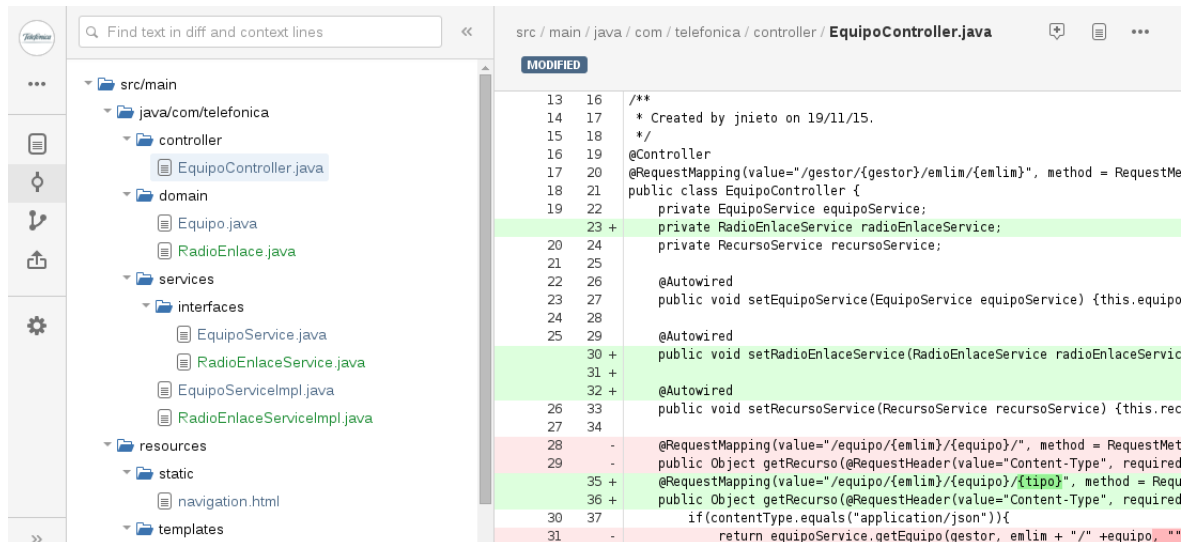 Telefónica
Find text in diff and context lines
src/main
java/com/telefonica
controller
EquipoController.java
domain
Equipo.java
RadioEnlace.java
services
interfaces
EquipoService.java
RadioEnlaceService.java
EquipoServiceImpl.java
RadioEnlaceServiceImpl.java
resources
static
navigation.html
templates
src / main / java / com / telefonica / controller / EquipoController.java
MODIFIED
13 16 /**
14 17 * Created by jnieto on 19/11/15.
15 18 */
16 19 @Controller
17 20 @RequestMapping(value="/gestor/{gestor}/emlim/{emlim}", method = RequestMe
18 21 public class EquipoController {
19 22 private EquipoService equipoService;
23 + private RadioEnlaceService radioEnlaceService;
20 24 private RecursoService recursoService;
21 25
22 26 @Autowired
23 27 public void setEquipoService(EquipoService equipoService) {this.equipo
24 28
25 29 @Autowired
30 + public void setRadioEnlaceService(RadioEnlaceService radioEnlaceServic
31 +
32 + @Autowired
26 33 public void setRecursoService(RecursoService recursoService) {this.rec
27 34
28 - @RequestMapping(value="/equipo/{emlim}/{equipo}/", method = RequestMet
29 - public Object getRecurso(@RequestHeader(value="Content-Type", required
35 + @RequestMapping(value="/equipo/{emlim}/{equipo}/{tipo}", method = Requ
36 + public Object getRecurso(@RequestHeader(value="Content-Type", required
30 37 if(contentType.equals("application/json")){
31 - return equipoService.getEquipo(gestor, emlim + "/" +equipo, ""